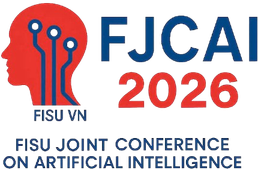 FJCAI
2026
FISU VN
FISU JOINT CONFERENCE
ON ARTIFICIAL INTELLIGENCE